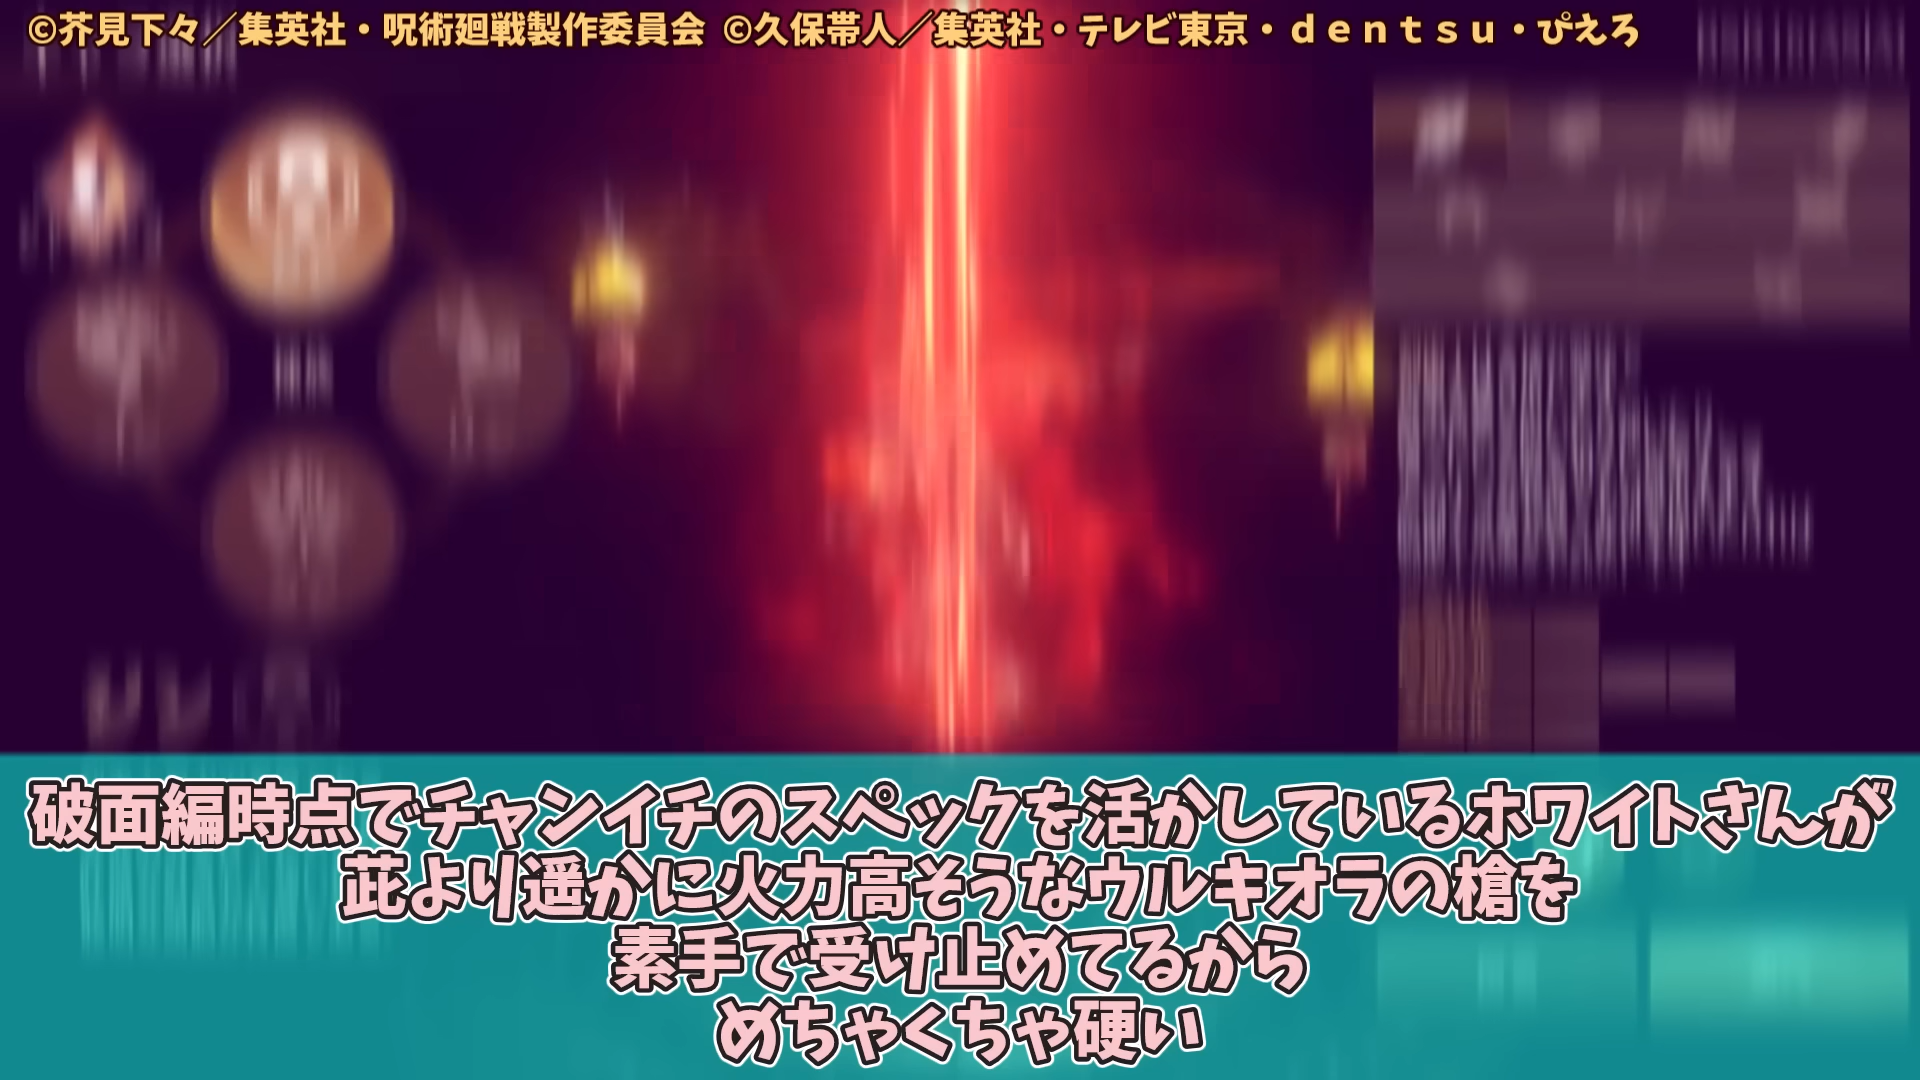 ©芥見下々／集英社・呪術廻戦製作委員会 ©久保帯人／集英社・テレビ東京・ｄｅｎｔｓｕ・ぴえろ
破面編時点でチャンイチのスペックを活かしているホワイトさんが
茈より遥かに火力高そうなウルキオラの槍を
素手で受け止めてるから
めちゃくちゃ硬い